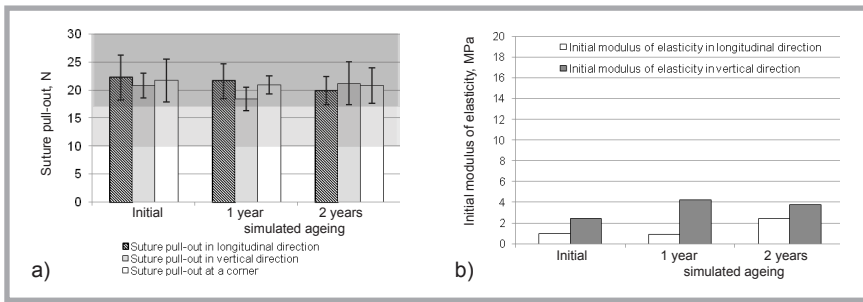 Suture pull-out, N
30
25
20
15
10
5
0
Initial
1 year
2 years
simulated ageing
Suture pull-out in longitudinal direction
Suture pull-out in vertical direction
Suture pull-out at a corner
a)
Initial modulus of elasticity, MPa
20
18
16
14
12
10
8
6
4
2
0
Initial modulus of elasticity in longitudinal direction
Initial modulus of elasticity in vertical direction
Initial
1 year
2 years
simulated ageing
b)